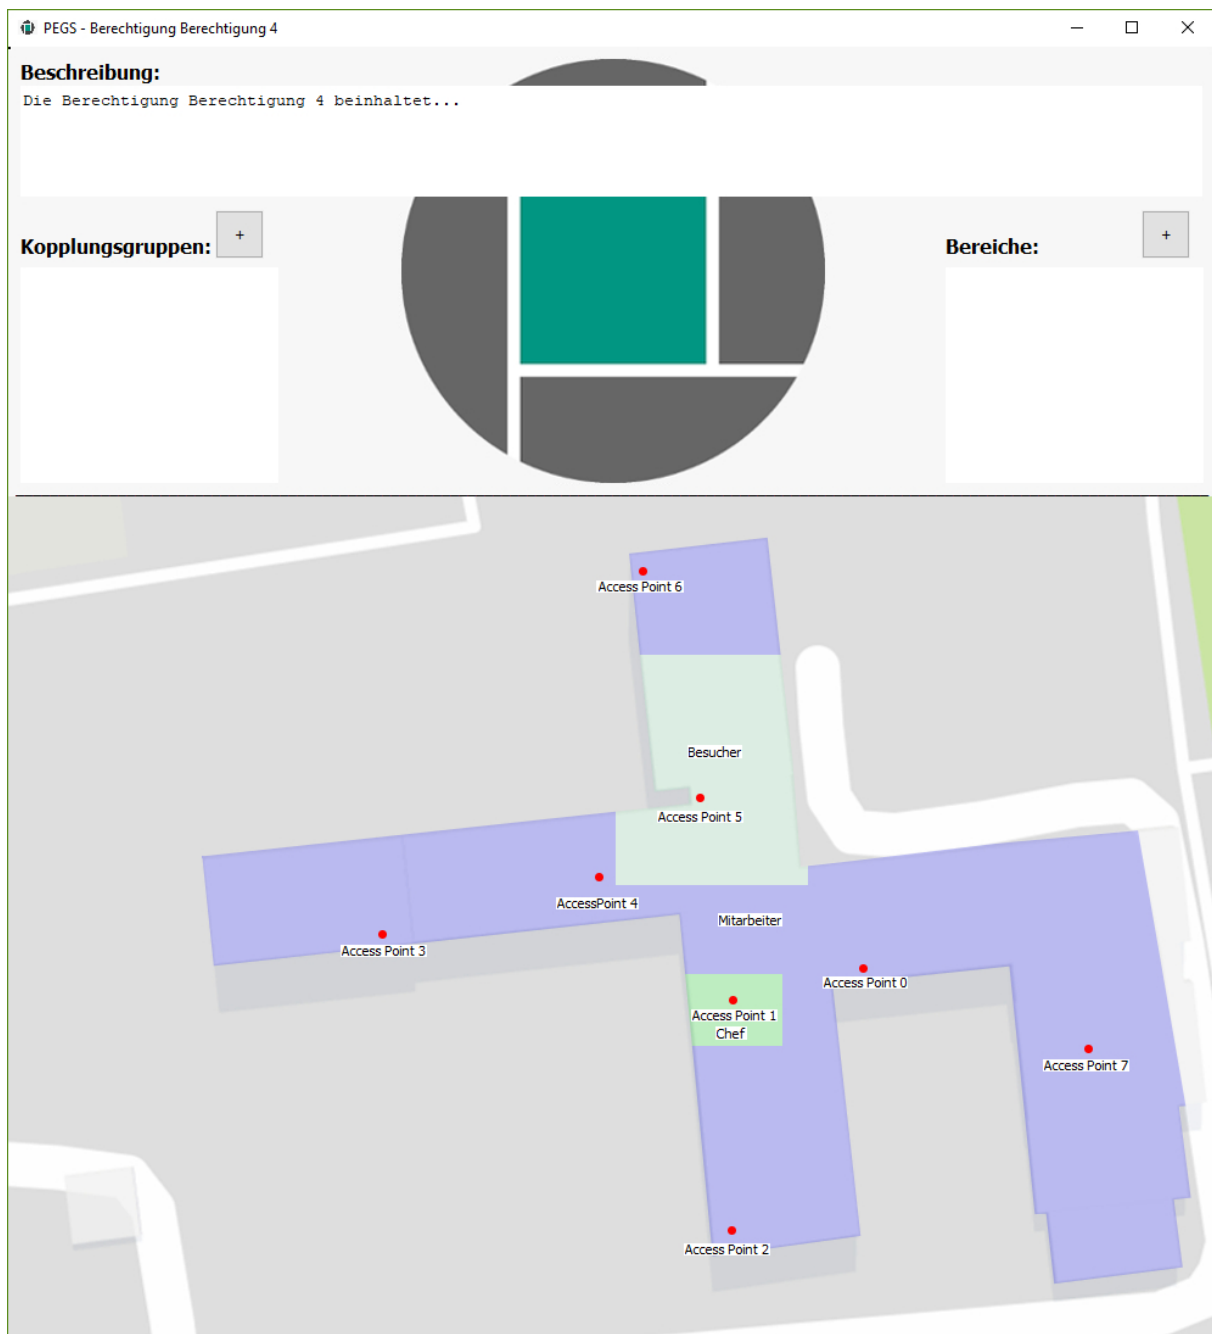 PEGS - Berechtigung Berechtigung 4
Beschreibung:
Die Berechtigung Berechtigung 4 beinhaltet...
Kopplungsgruppen:
+
Bereiche:
+
Access Point 6
Besucher
Access Point 5
AccessPoint 4
Mitarbeiter
Access Point 3
Access Point 0
Access Point 1
Chef
Access Point 7
Access Point 2